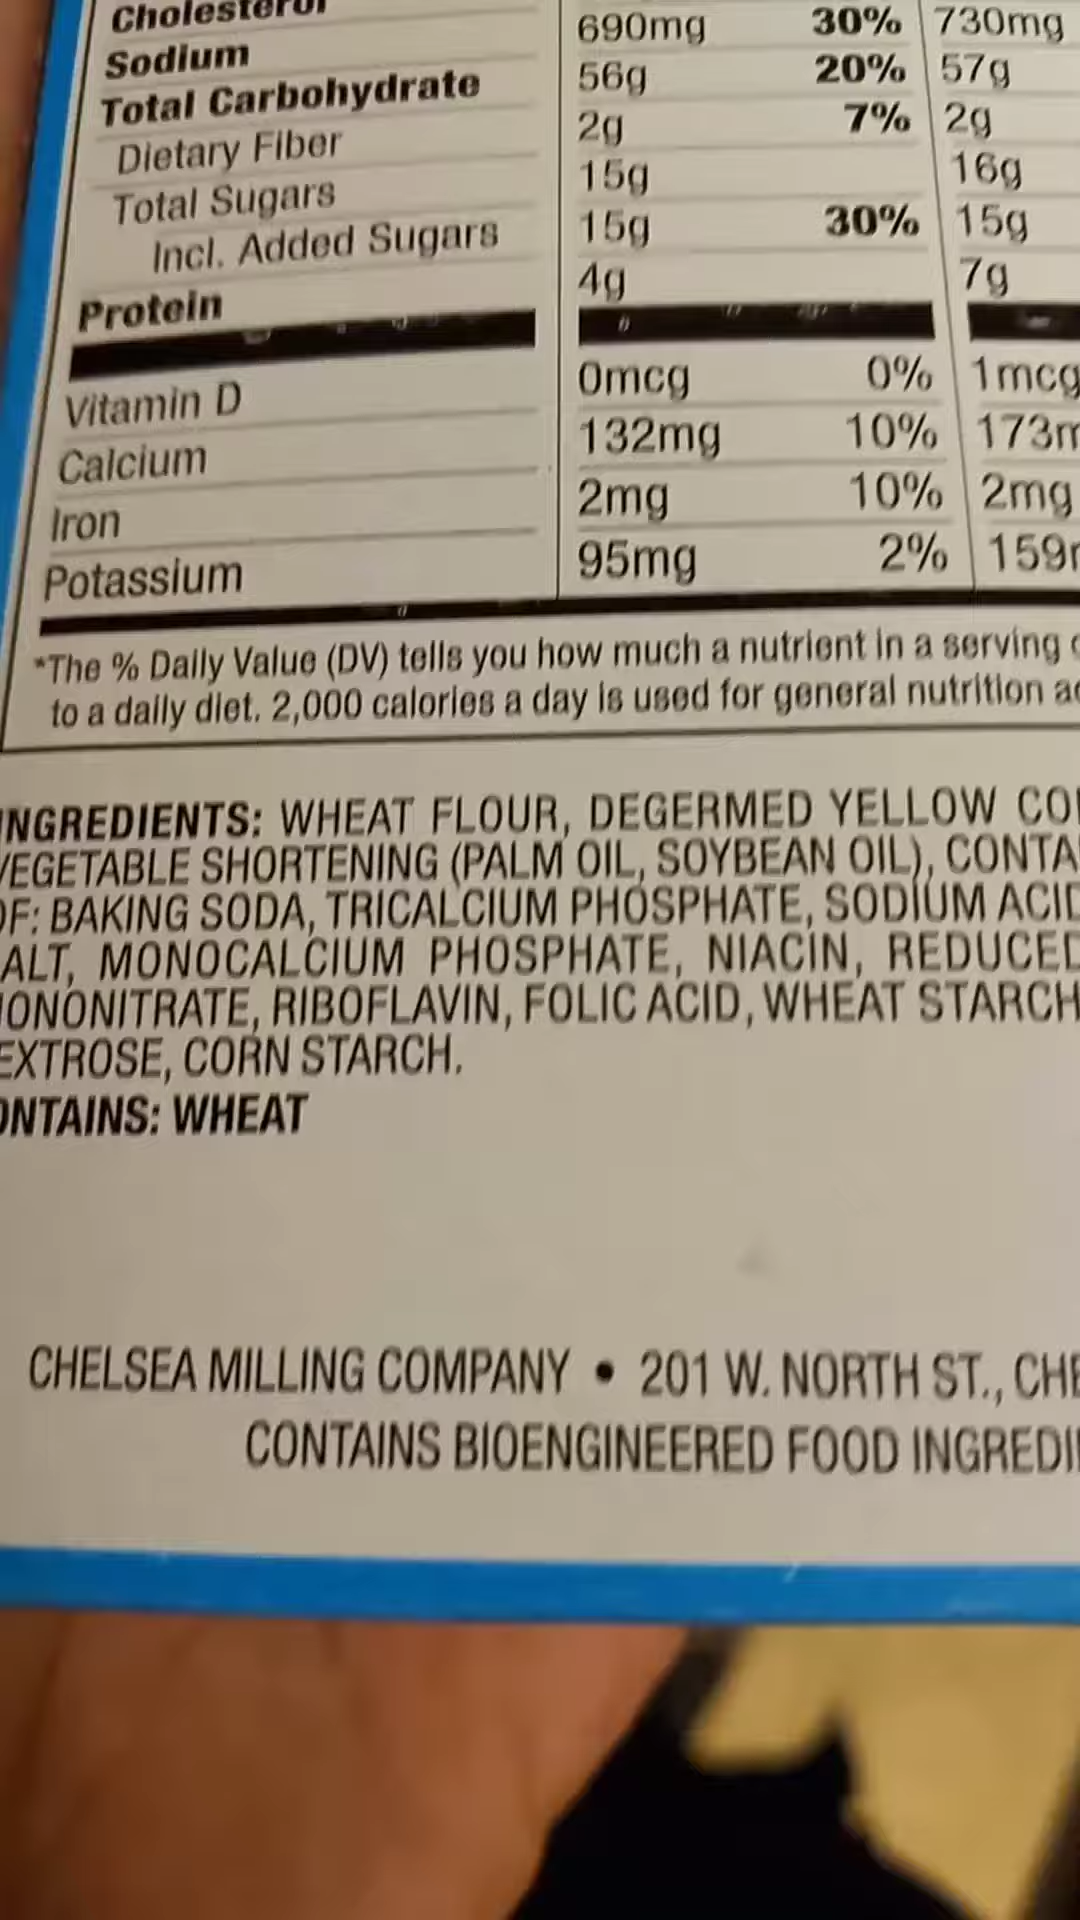 Cholesterol
Sodium 690mg 30% 730mg
Total Carbohydrate 56g 20% 57g
Dietary Fiber 2g 7% 2g
Total Sugars 15g 16g
Incl. Added Sugars 15g 30% 15g
Protein 4g 7g
Vitamin D 0mcg 0% 1mcg
Calcium 132mg 10% 173m
Iron 2mg 10% 2mg
Potassium 95mg 2% 159
*The % Daily Value (DV) tells you how much a nutrient in a serving
to a daily diet. 2,000 calories a day is used for general nutrition
INGREDIENTS: WHEAT FLOUR, DEGERMED YELLOW
VEGETABLE SHORTENING (PALM OIL, SOYBEAN OIL), CONTA
OF: BAKING SODA, TRICALCIUM PHOSPHATE, SODIUM ACID
ALT, MONOCALCIUM PHOSPHATE, NIACIN, REDUCED
ONONITRATE, RIBOFLAVIN, FOLIC ACID, WHEAT STARCH
EXTROSE, CORN STARCH.
ONTAINS: WHEAT
CHELSEA MILLING COMPANY • 201 W. NORTH ST., CHE
CONTAINS BIOENGINEERED FOOD INGREDI